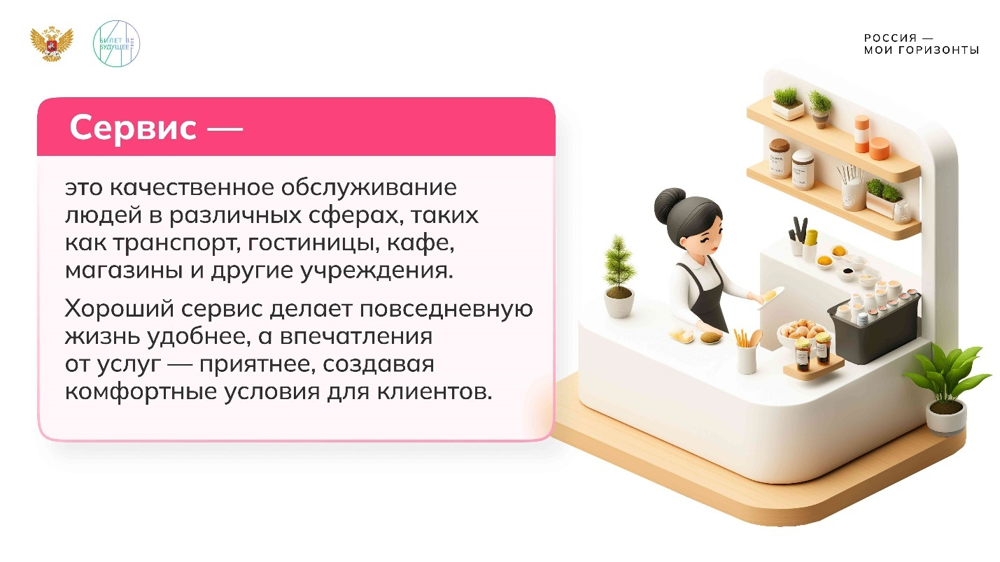 БИЛЕТ В
БУДУЩЕЕ
РОССИЯ —
МОИ ГОРИЗОНТЫ
Сервис —
это качественное обслуживание
людей в различных сферах, таких
как транспорт, гостиницы, кафе,
магазины и другие учреждения.
Хороший сервис делает повседневную
жизнь удобнее, а впечатления
от услуг — приятнее, создавая
комфортные условия для клиентов.